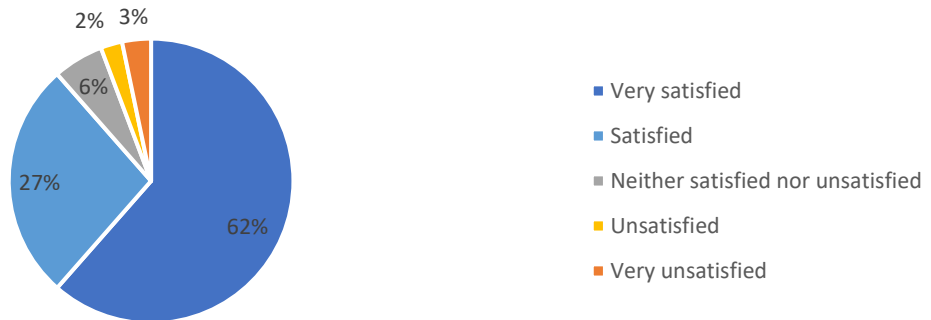 2% 3%
6%
27%
62%
Very satisfied
Satisfied
Neither satisfied nor unsatisfied
Unsatisfied
Very unsatisfied